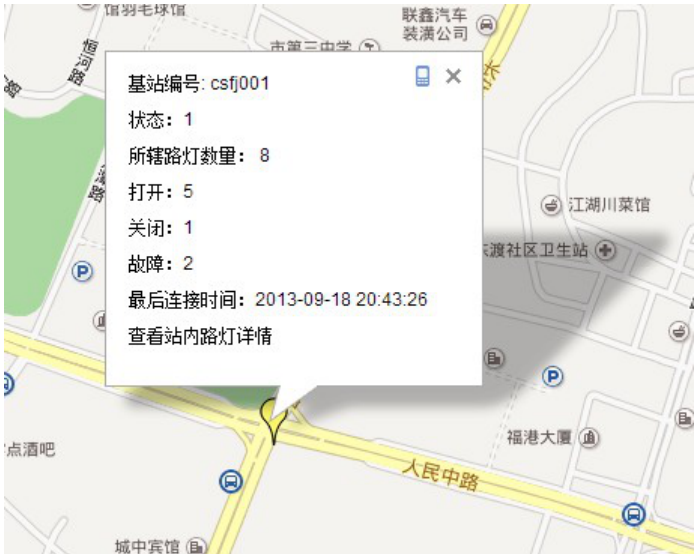 馆羽毛球馆
联鑫汽车
装潢公司
市第三中学
恒河路
基站编号: csfj001
状态：1
所辖路灯数量： 8
打开：5
关闭：1
故障：2
最后连接时间：2013-09-18 20:43:26
查看站内路灯详情
江湖川菜馆
东渡社区卫生站
P
P
福港大厦
点酒吧
人民中路
城中宾馆